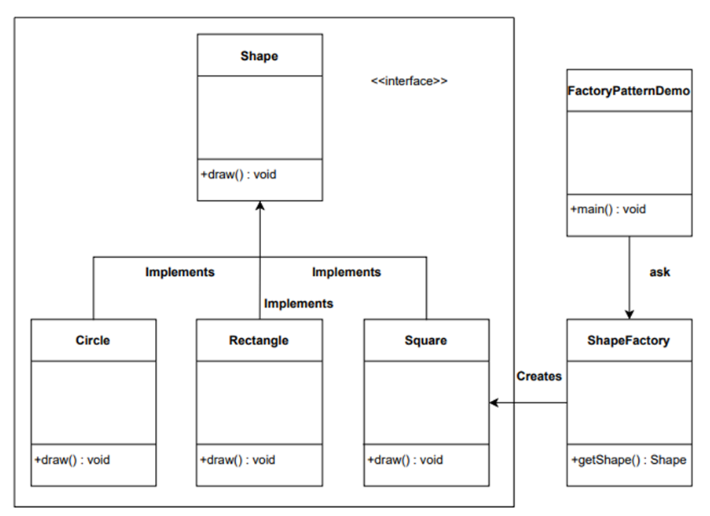 Shape
<<interface>>
+draw() : void
FactoryPatternDemo
+main() : void
Implements
Implements
Implements
ask
Circle
+draw() : void
Rectangle
+draw() : void
Square
+draw() : void
Creates
ShapeFactory
+getShape() : Shape